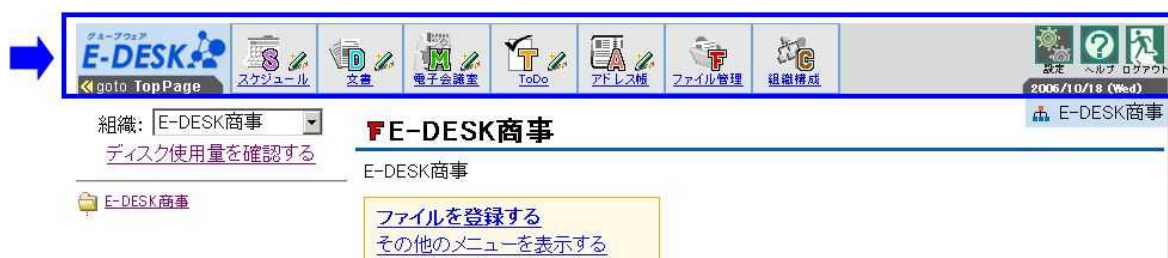 グループウェア
E-DESK
goto TopPage
S
スケジュール
D
文書
M
電子会議室
T
ToDo
A
アドレス帳
F
ファイル管理
G
組織構成
設定 ヘルプ ログアウト
2006/10/18 (Wed)
E-DESK商事
組織: E-DESK商事
ディスク使用量を確認する
E-DESK商事
F E-DESK商事
E-DESK商事
ファイルを登録する
その他のメニューを表示する